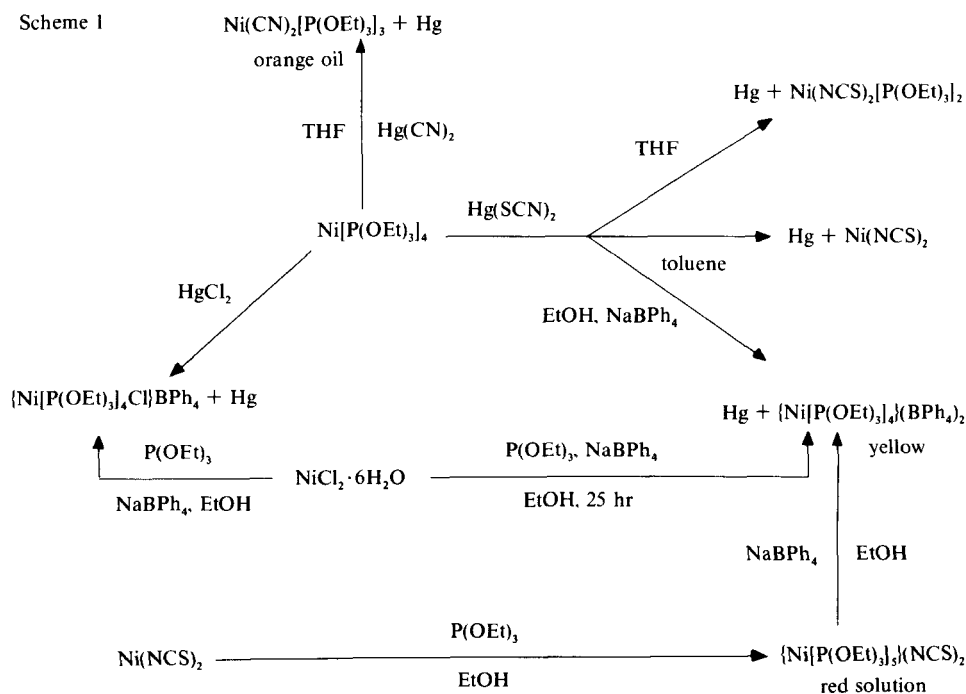 Scheme 1
Ni(CN)₂[P(OEt)₃]₃ + Hg
orange oil
THF
Hg(CN)₂
Hg + Ni(NCS)₂[P(OEt)₃]₂
THF
Ni[P(OEt)₃]₄
Hg(SCN)₂
Hg + Ni(NCS)₂
toluene
HgCl₂
EtOH, NaBPh₄
{Ni[P(OEt)₃]₄Cl}BPh₄ + Hg
Hg + {Ni[P(OEt)₃]₄}(BPh₄)₂
yellow
P(OEt)₃
NaBPh₄, EtOH
NiCl₂·6H₂O
P(OEt)₃, NaBPh₄
EtOH, 25 hr
NaBPh₄
EtOH
Ni(NCS)₂
P(OEt)₃
EtOH
{Ni[P(OEt)₃]₅}(NCS)₂
red solution